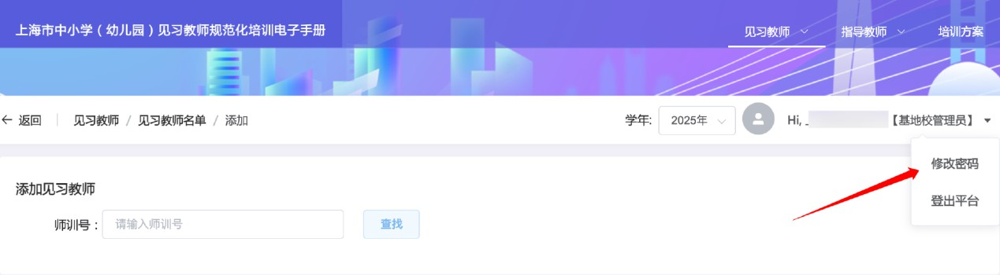 上海市中小学（幼儿园）见习教师规范化培训电子手册
见习教师 指导教师 培训方案
← 返回 见习教师 / 见习教师名单 / 添加 学年: 2025年 Hi, 【基地校管理员】
修改密码
登出平台
添加见习教师
师训号： 请输入师训号 查找